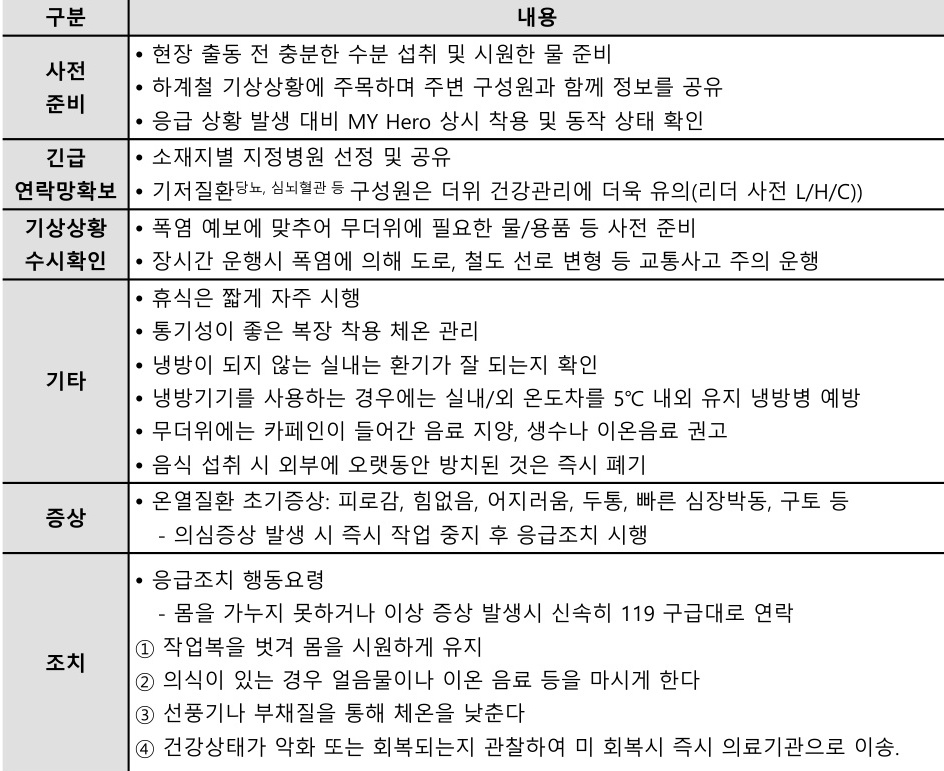 구분 내용
사전
준비
• 현장 출동 전 충분한 수분 섭취 및 시원한 물 준비
• 하계철 기상상황에 주목하며 주변 구성원과 함께 정보를 공유
• 응급 상황 발생 대비 MY Hero 상시 착용 및 동작 상태 확인
긴급
연락망확보
• 소재지별 지정병원 선정 및 공유
• 기저질환당뇨, 심뇌혈관 등 구성원은 더위 건강관리에 더욱 유의(리더 사전 L/H/C))
기상상황
수시확인
• 폭염 예보에 맞추어 무더위에 필요한 물/용품 등 사전 준비
• 장시간 운행시 폭염에 의해 도로, 철도 선로 변형 등 교통사고 주의 운행
기타
• 휴식은 짧게 자주 시행
• 통기성이 좋은 복장 착용 체온 관리
• 냉방이 되지 않는 실내는 환기가 잘 되는지 확인
• 냉방기기를 사용하는 경우에는 실내/외 온도차를 5℃ 내외 유지 냉방병 예방
• 무더위에는 카페인이 들어간 음료 지양, 생수나 이온음료 권고
• 음식 섭취 시 외부에 오랫동안 방치된 것은 즉시 폐기
증상
• 온열질환 초기증상: 피로감, 힘없음, 어지러움, 두통, 빠른 심장박동, 구토 등
- 의심증상 발생 시 즉시 작업 중지 후 응급조치 시행
조치
• 응급조치 행동요령
- 몸을 가누지 못하거나 이상 증상 발생시 신속히 119 구급대로 연락
① 작업복을 벗겨 몸을 시원하게 유지
② 의식이 있는 경우 얼음물이나 이온 음료 등을 마시게 한다
③ 선풍기나 부채질을 통해 체온을 낮춘다
④ 건강상태가 악화 또는 회복되는지 관찰하여 미 회복시 즉시 의료기관으로 이송.